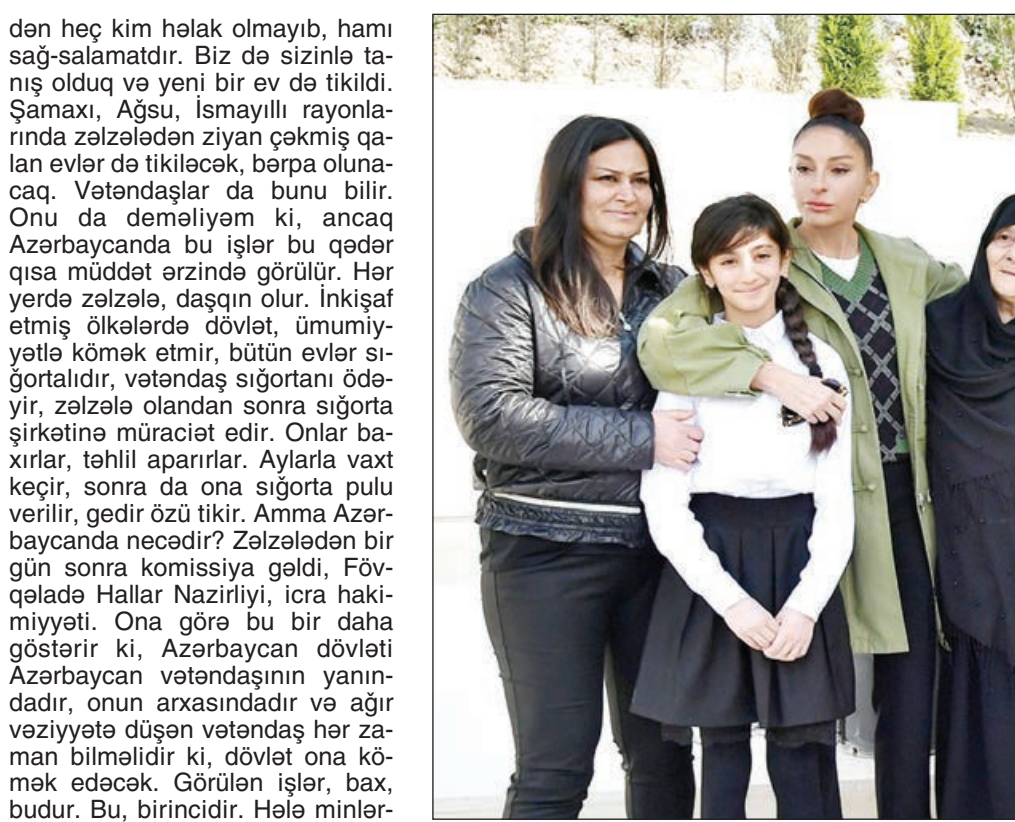 dən heç kim həlak olmayıb, hamı
sağ-salamatdır. Biz də sizinlə ta-
nış olduq və yeni bir ev də tikildi.
Şamaxı, Ağsu, İsmayıllı rayonla-
rında zəlzələdən ziyan çəkmiş qa-
lan evlər də tikiləcək, bərpa oluna-
caq. Vətəndaşlar da bunu bilir.
Onu da deməliyəm ki, ancaq
Azərbaycanda bu işlər bu qədər
qısa müddət ərzində görülür. Hər
yerdə zəlzələ, daşqın olur. İnkişaf
etmiş ölkələrdə dövlət, ümumiy-
yətlə kömək etmir, bütün evlər sı-
ğortalıdır, vətəndaş sığortanı ödə-
yir, zəlzələ olandan sonra sığorta
şirkətinə müraciət edir. Onlar ba-
xırlar, təhlil aparırlar. Aylarla vaxt
keçir, sonra da ona sığorta pulu
verilir, gedir özü tikir. Amma Azər-
baycanda necədir? Zəlzələdən bir
gün sonra komissiya gəldi, Föv-
qəladə Hallar Nazirliyi, icra haki-
miyyəti. Ona görə bu bir daha
göstərir ki, Azərbaycan dövləti
Azərbaycan vətəndaşının yanın-
dadır, onun arxasındadır və ağır
vəziyyətə düşən vətəndaş hər za-
man bilməlidir ki, dövlət ona kö-
mək edəcək. Görülən işlər, bax,
budur. Bu, birincidir. Hələ minlər-